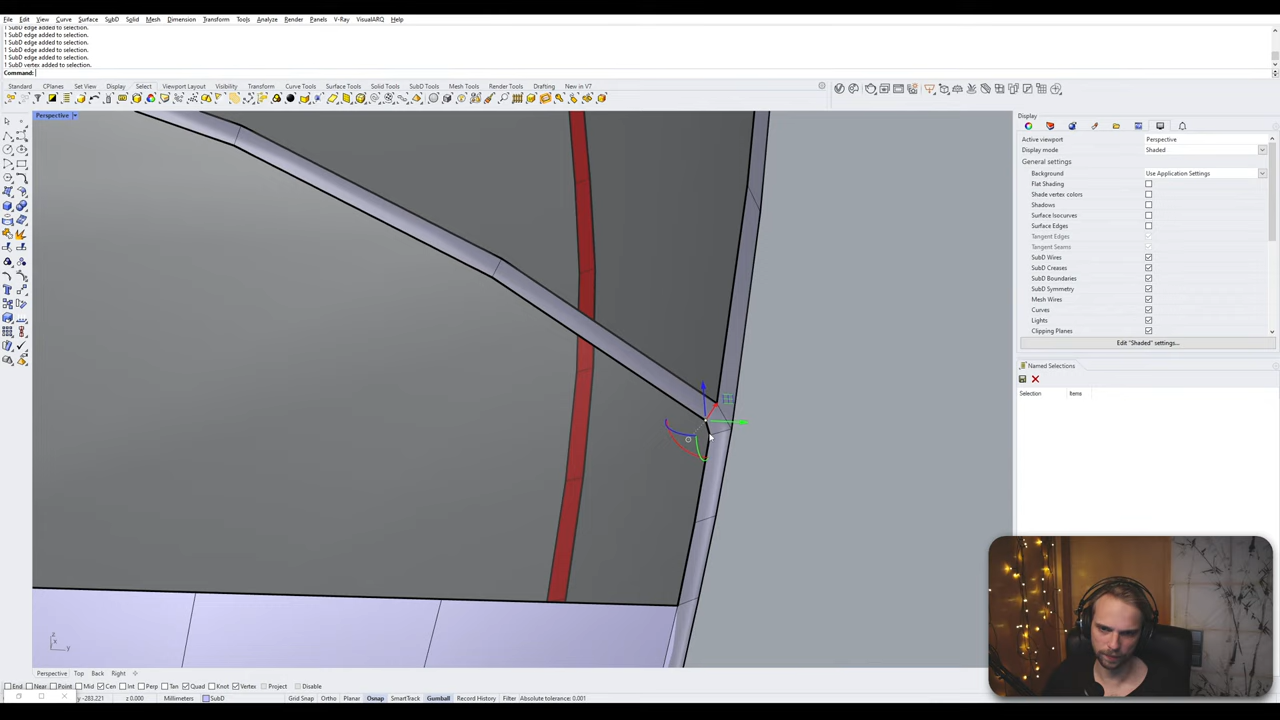 File Edit View Curve Surface SubD Solid Mesh Dimension Transform Tools Analyze Render Panels V-Ray VisualARQ Help
1 SubD edge added to selection.
1 SubD edge added to selection.
1 SubD edge added to selection.
1 SubD edge added to selection.
1 SubD edge added to selection.
1 SubD vertex added to selection.
Command:
Standard CPlanes Set View Display Select Viewport Layout Visibility Transform Curve Tools Surface Tools Solid Tools SubD Tools Mesh Tools Render Tools Drafting New in V7
Perspective
Display
Active viewport Perspective
Display mode Shaded
General settings
Background Use Application Settings
Flat Shading
Shade vertex colors
Shadows
Surface Isocurves
Surface Edges
Tangent Edges
Tangent Seams
SubD Wires
SubD Creases
SubD Boundaries
SubD Symmetry
Mesh Wires
Curves
Lights
Clipping Planes
Edit "Shaded" settings...
Named Selections
Selection Items
z
x
y
Perspective Top Back Right
End Near Point Mid Cen Int Perp Tan Quad Knot Vertex Project Disable
y -283.221 z 0.000 Millimeters SubD Grid Snap Ortho Planar Osnap SmartTrack Gumball Record History Filter Absolute tolerance: 0.001